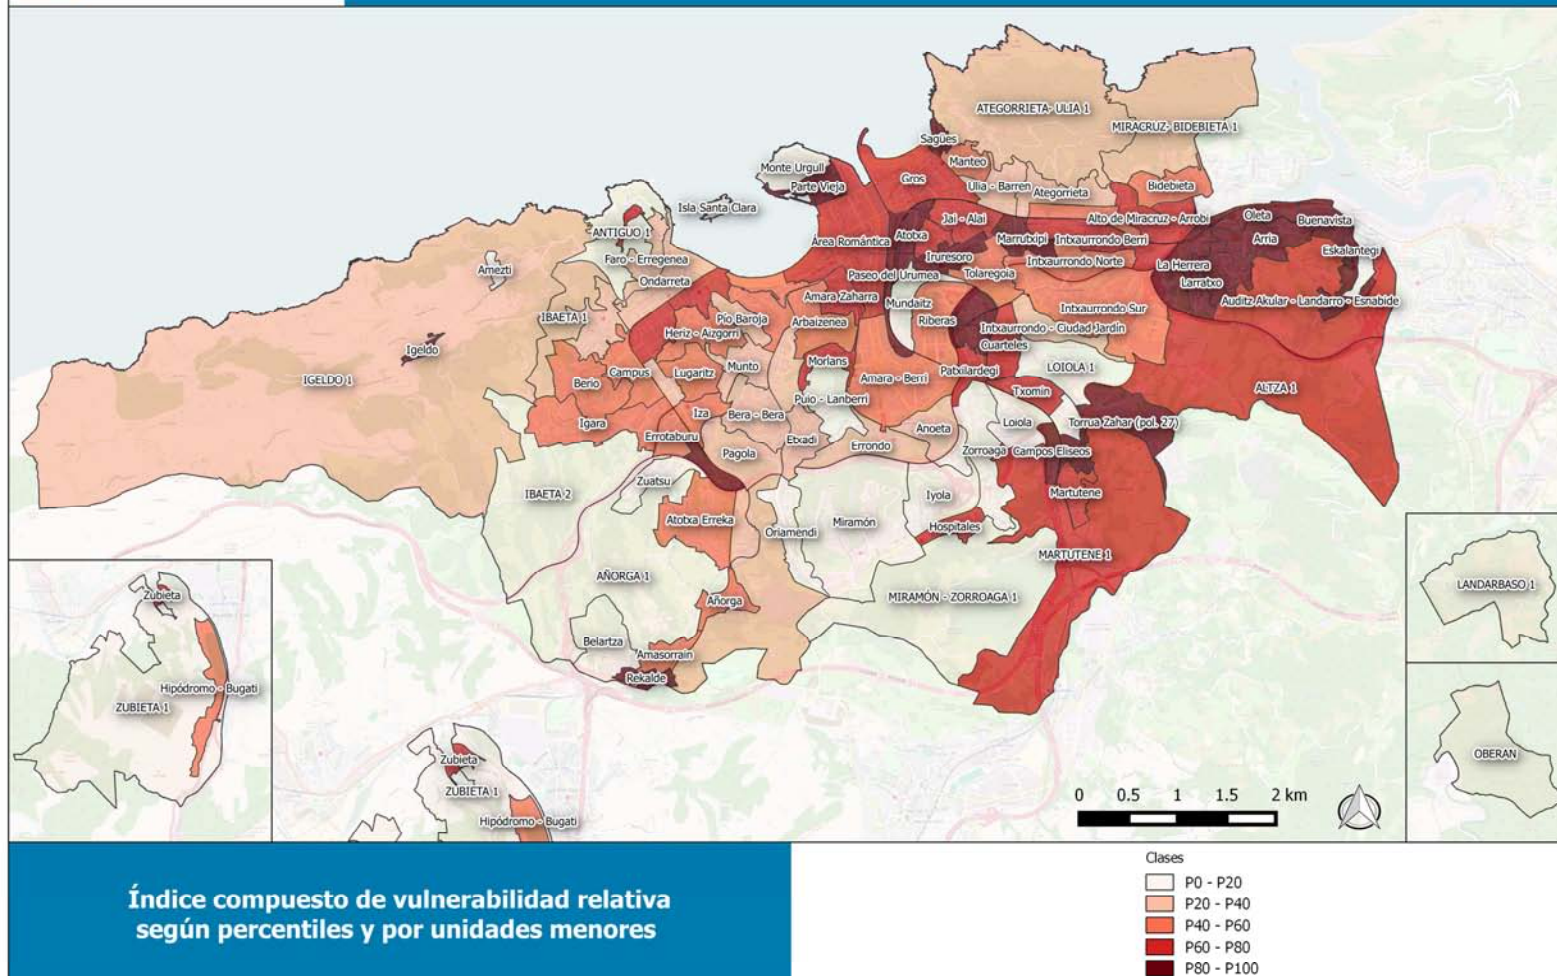 ATEGORRIETA- ULIA 1
MIRACRUZ- BIDEBIETA 1
Sagües
Manteo
Monte Urgull
Parte Vieja
Gros
Ulia - Barren
Ategorrieta
Bidebieta
Isla Santa Clara
ANTIGUO 1
Área Romántica
Atotxa
Jai - Alai
Alto de Miracruz - Arrobi
Oleta
Buenavista
Marrutxipi
Intxaurrondo Berri
Arria
Eskalantegi
Faro - Erregenea
Iruresoro
Intxaurrondo Norte
La Herrera
Amezti
Ondarreta
Paseo del Urumea
Tolaregoia
Larratxo
Amara Zaharra
Mundaitz
Auditz Akular - Landarro - Esnabide
IBAETA 1
Pío Baroja
Arbaizenea
Riberas
Intxaurrondo Sur
Heriz - Aizgorri
Intxaurrondo - Ciudad Jardín
Igeldo
Cuarteles
IGELDO 1
Berio
Campus
Lugaritz
Munto
Morlans
Amara - Berri
Patxilardegi
LOIOLA 1
ALTZA 1
Puio - Lanberri
Txomin
Igara
Iza
Bera - Bera
Loiola
Torrua Zahar (pol. 27)
Errotaburu
Etxadi
Errondo
Anoeta
Pagola
Zorroaga
Campos Eliseos
IBAETA 2
Zuatsu
Iyola
Martutene
Atotxa Erreka
Oriamendi
Miramón
Hospitales
MARTUTENE 1
AÑORGA 1
MIRAMÓN - ZORROAGA 1
LANDARBASO 1
Añorga
Belartza
Amasorrain
Rekalde
Zubieta
Hipódromo - Bugati
ZUBIETA 1
Zubieta
ZUBIETA 1
Hipódromo - Bugati
OBERAN
0 0.5 1 1.5 2 km
Índice compuesto de vulnerabilidad relativa
según percentiles y por unidades menores
Clases
P0 - P20
P20 - P40
P40 - P60
P60 - P80
P80 - P100